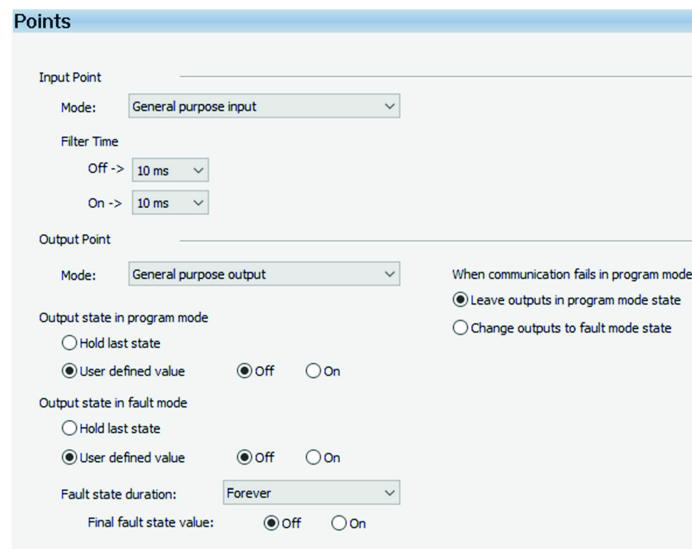 Points
Input Point
Mode: General purpose input
Filter Time
Off -> 10 ms
On -> 10 ms
Output Point
Mode: General purpose output
When communication fails in program mode
Leave outputs in program mode state
Change outputs to fault mode state
Output state in program mode
Hold last state
User defined value Off On
Output state in fault mode
Hold last state
User defined value Off On
Fault state duration: Forever
Final fault state value: Off On